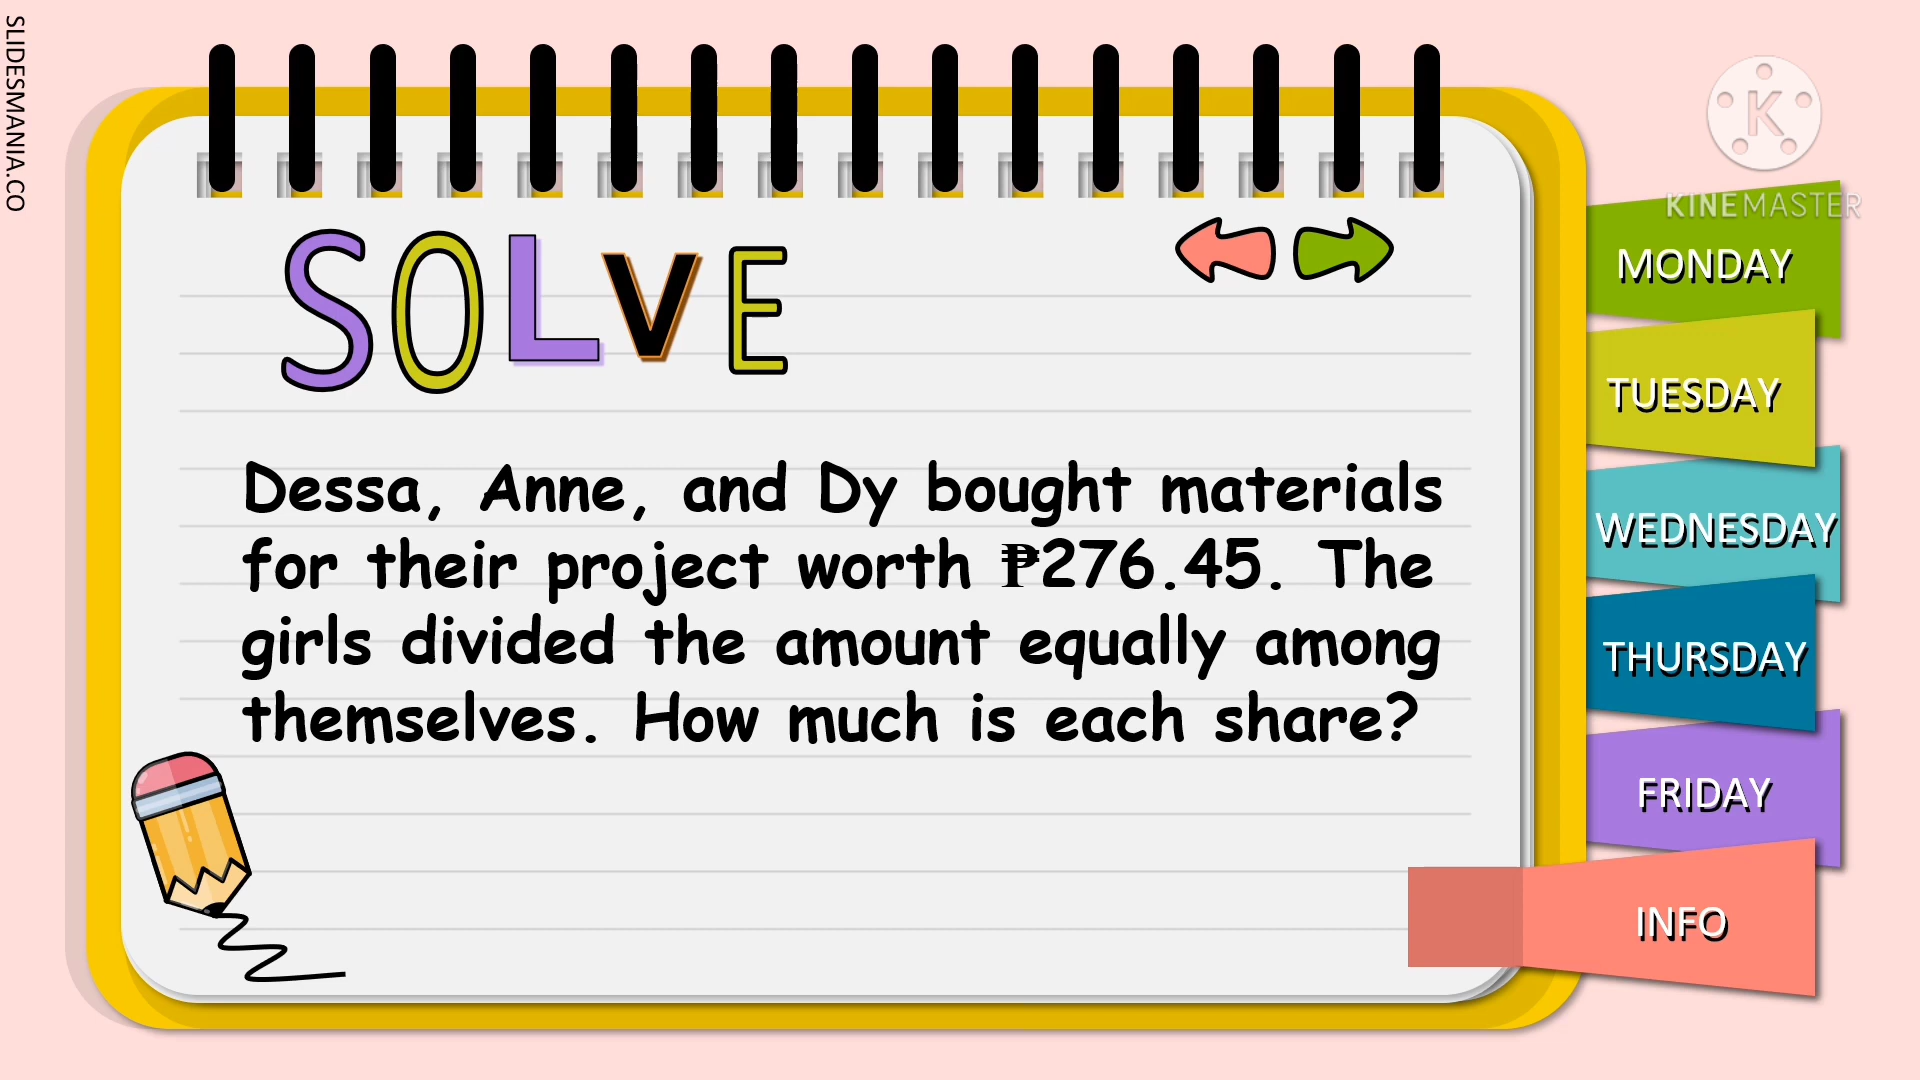 SLIDESMANIA.CO
K
KINEMASTER
SOLVE
Dessa, Anne, and Dy bought materials
for their project worth ₱276.45. The
girls divided the amount equally among
themselves. How much is each share?
MONDAY
TUESDAY
WEDNESDAY
THURSDAY
FRIDAY
INFO